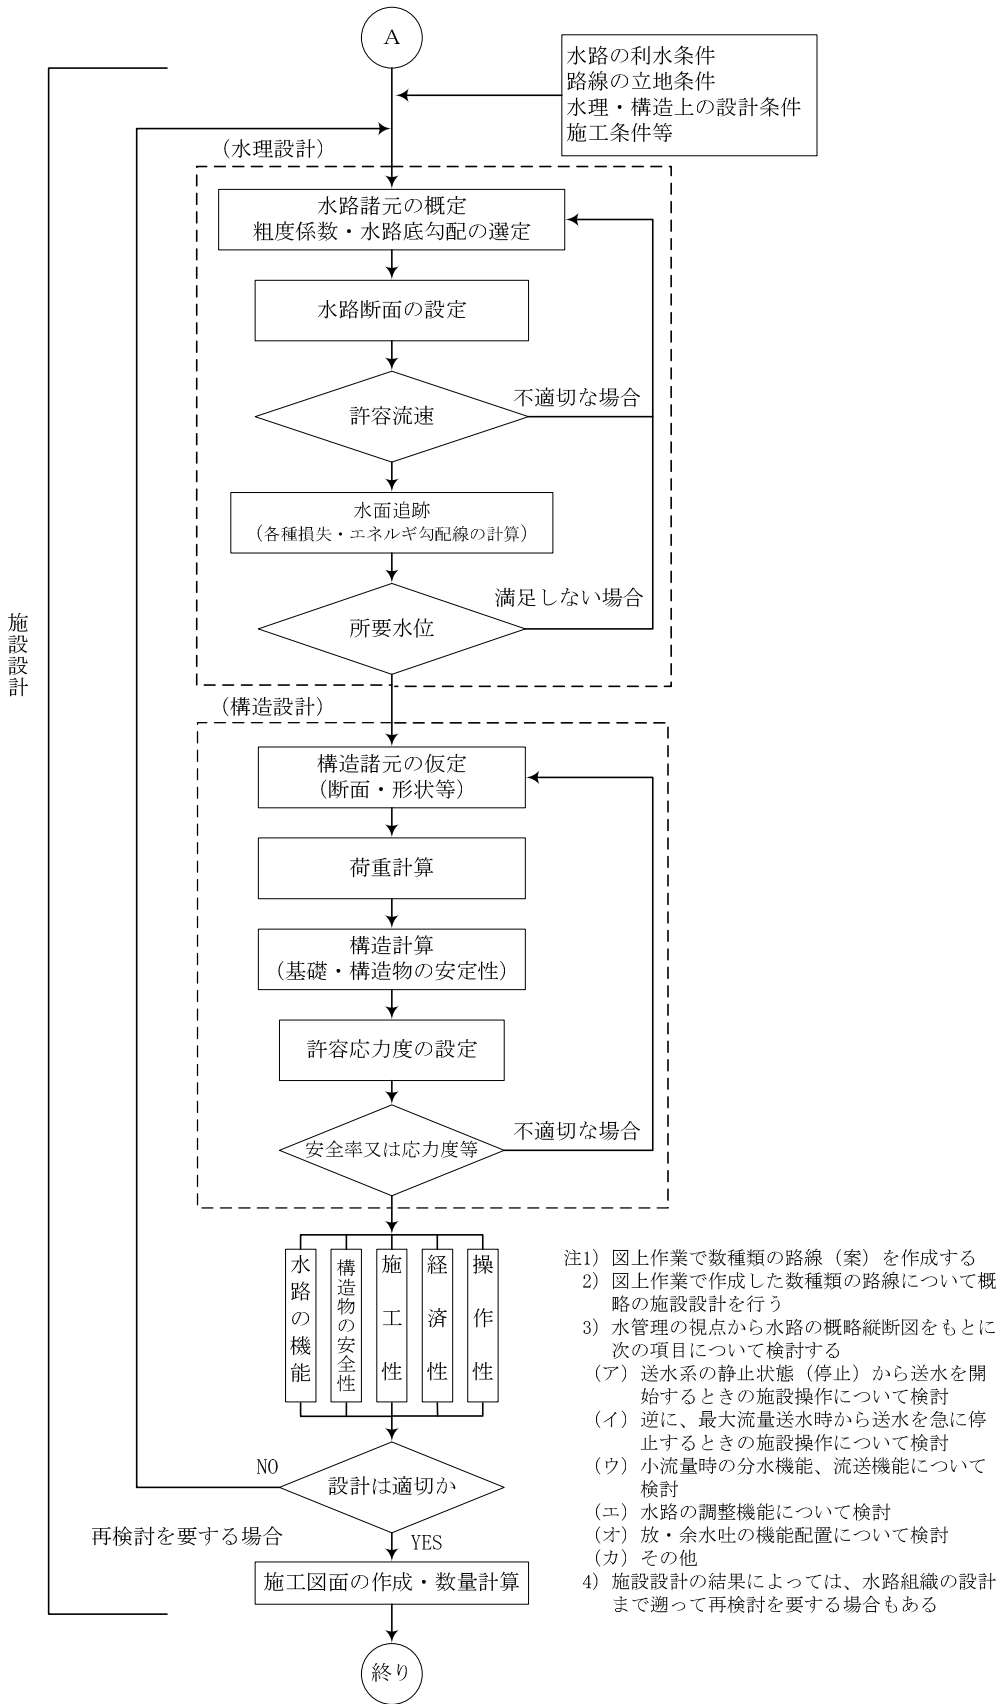 A
水路の利水条件
路線の立地条件
水理・構造上の設計条件
施工条件等
（水理設計）
水路諸元の概定
粗度係数・水路底勾配の選定
水路断面の設定
許容流速
不適切な場合
水面追跡
（各種損失・エネルギ勾配線の計算）
所要水位
満足しない場合
施設設計
（構造設計）
構造諸元の仮定
（断面・形状等）
荷重計算
構造計算
（基礎・構造物の安定性）
許容応力度の設定
安全率又は応力度等
不適切な場合
水路の機能
構造物の安全性
施工性
経済性
操作性
設計は適切か
NO
再検討を要する場合
YES
施工図面の作成・数量計算
終り
注1）図上作業で数種類の路線（案）を作成する
2）図上作業で作成した数種類の路線について概
略の施設設計を行う
3）水管理の視点から水路の概略縦断図をもとに
次の項目について検討する
（ア）送水系の静止状態（停止）から送水を開
始するときの施設操作について検討
（イ）逆に、最大流量送水時から送水を急に停
止するときの施設操作について検討
（ウ）小流量時の分水機能、流送機能について
検討
（エ）水路の調整機能について検討
（オ）放・余水吐の機能配置について検討
（カ）その他
4）施設設計の結果によっては、水路組織の設計
まで遡って再検討を要する場合もある